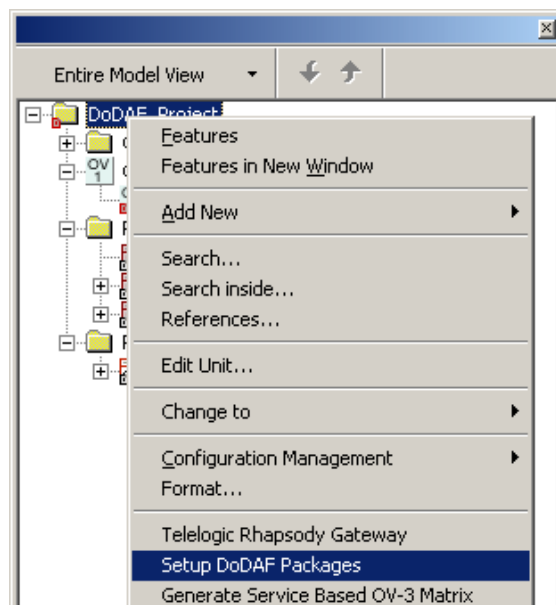 Entire Model View
DoDAF_Project
Features
Features in New Window
OV
1
Add New
Search...
Search inside...
References...
Edit Unit...
Change to
Configuration Management
Format...
Telelogic Rhapsody Gateway
Setup DoDAF Packages
Generate Service Based OV-3 Matrix